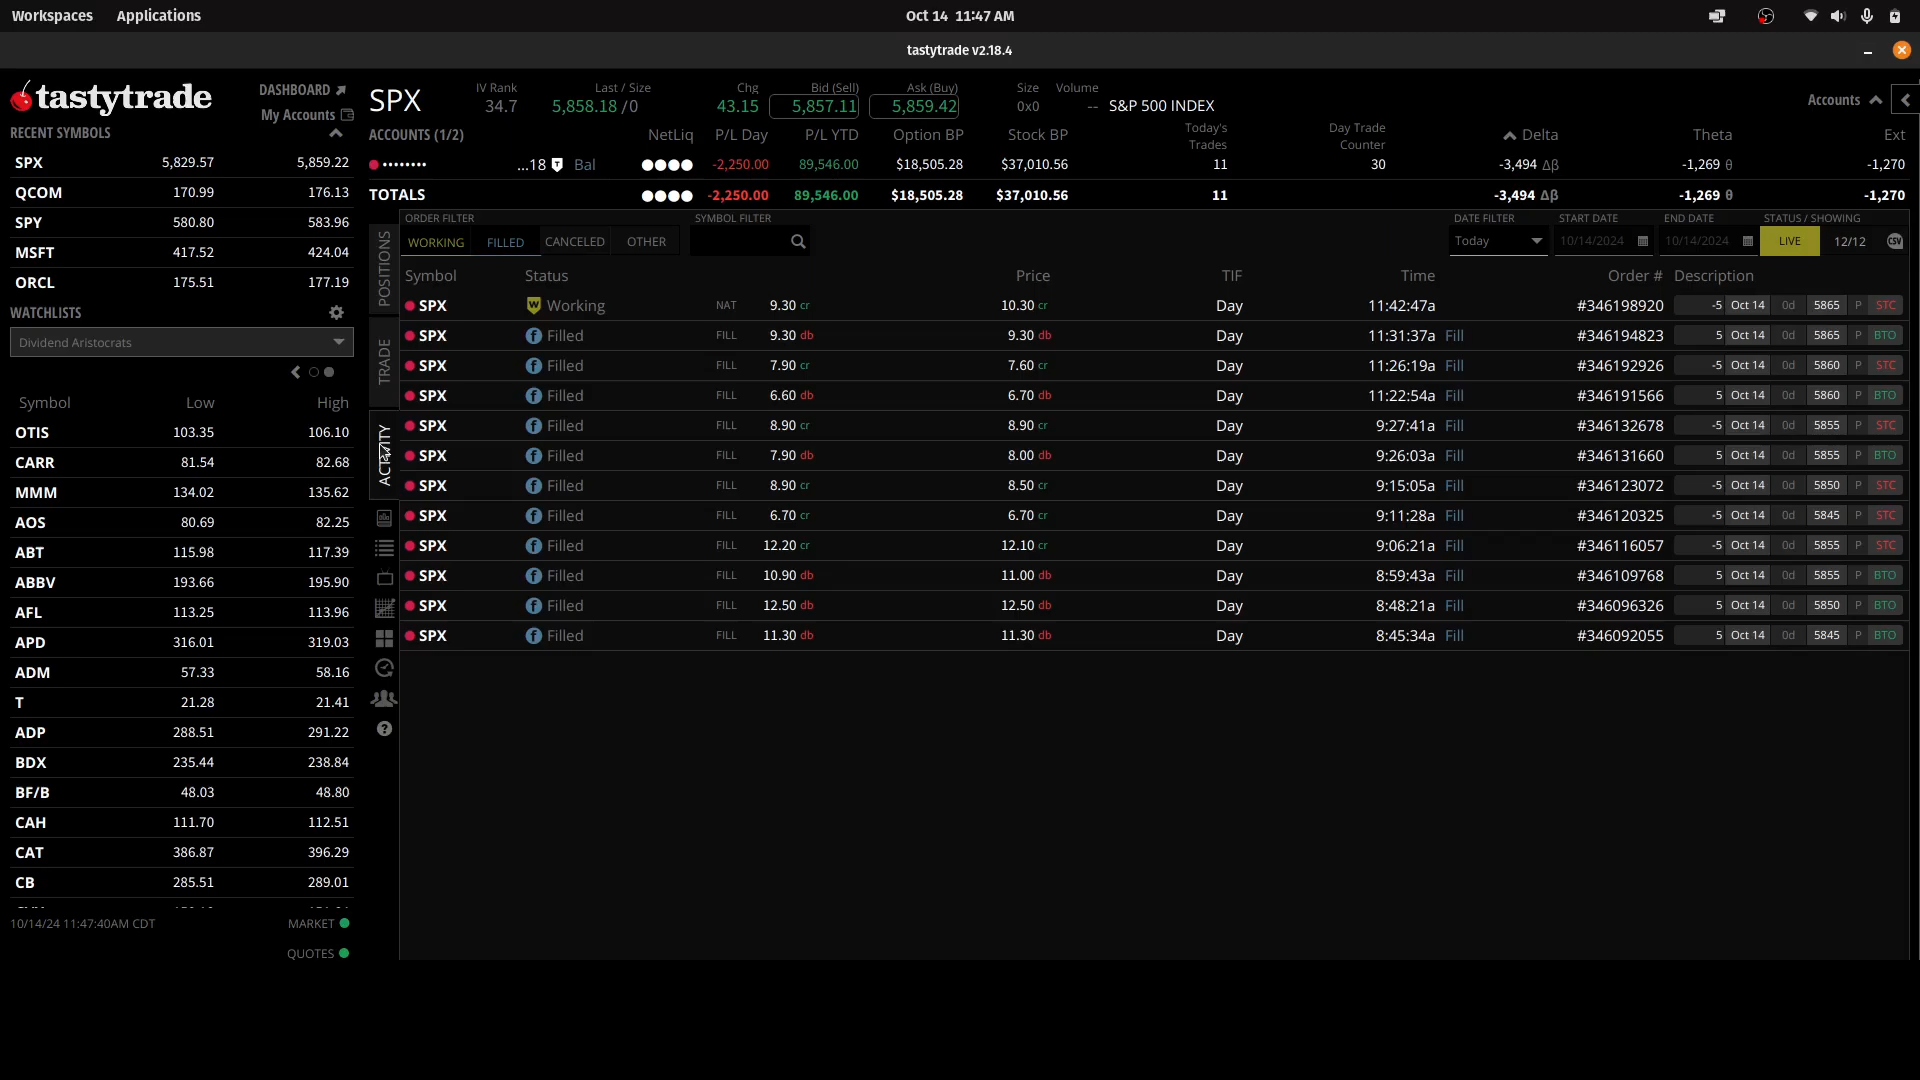 Workspaces Applications Oct 14 11:47 AM
tastytrade v2.18.4
tastytrade DASHBOARD
My Accounts
SPX IV Rank Last / Size Chg Bid (Sell) Ask (Buy) Size Volume
34.7 5,858.18 /0 43.15 5,857.11 5,859.42 0x0 -- S&P 500 INDEX Accounts
ACCOUNTS (1/2) NetLiq P/L Day P/L YTD Option BP Stock BP Today's Trades Day Trade Counter Delta Theta Ext
•••••••• ...18 T Bal -2,250.00 89,546.00 $18,505.28 $37,010.56 11 30 -3,494 Δβ -1,269 θ -1,270
TOTALS -2,250.00 89,546.00 $18,505.28 $37,010.56 11 -3,494 Δβ -1,269 θ -1,270
RECENT SYMBOLS
SPX 5,829.57 5,859.22
QCOM 170.99 176.13
SPY 580.80 583.96
MSFT 417.52 424.04
ORCL 175.51 177.19
WATCHLISTS
Dividend Aristocrats
Symbol Low High
OTIS 103.35 106.10
CARR 81.54 82.68
MMM 134.02 135.62
AOS 80.69 82.25
ABT 115.98 117.39
ABBV 193.66 195.90
AFL 113.25 113.96
APD 316.01 319.03
ADM 57.33 58.16
T 21.28 21.41
ADP 288.51 291.22
BDX 235.44 238.84
BF/B 48.03 48.80
CAH 111.70 112.51
CAT 386.87 396.29
CB 285.51 289.01
10/14/24 11:47:40AM CDT MARKET
QUOTES
POSITIONS
TRADE
ACTIVITY
ORDER FILTER SYMBOL FILTER DATE FILTER START DATE END DATE STATUS / SHOWING
WORKING FILLED CANCELED OTHER Today 10/14/2024 10/14/2024 LIVE 12/12 CSV
Symbol Status Price TIF Time Order # Description
SPX W Working NAT 9.30 cr 10.30 cr Day 11:42:47a #346198920 -5 Oct 14 0d 5865 P STC
SPX f Filled FILL 9.30 db 9.30 db Day 11:31:37a Fill #346194823 5 Oct 14 0d 5865 P BTO
SPX f Filled FILL 7.90 cr 7.60 cr Day 11:26:19a Fill #346192926 -5 Oct 14 0d 5860 P STC
SPX f Filled FILL 6.60 db 6.70 db Day 11:22:54a Fill #346191566 5 Oct 14 0d 5860 P BTO
SPX f Filled FILL 8.90 cr 8.90 cr Day 9:27:41a Fill #346132678 -5 Oct 14 0d 5855 P STC
SPX f Filled FILL 7.90 db 8.00 db Day 9:26:03a Fill #346131660 5 Oct 14 0d 5855 P BTO
SPX f Filled FILL 8.90 cr 8.50 cr Day 9:15:05a Fill #346123072 -5 Oct 14 0d 5850 P STC
SPX f Filled FILL 6.70 cr 6.70 cr Day 9:11:28a Fill #346120325 -5 Oct 14 0d 5845 P STC
SPX f Filled FILL 12.20 cr 12.10 cr Day 9:06:21a Fill #346116057 -5 Oct 14 0d 5855 P STC
SPX f Filled FILL 10.90 db 11.00 db Day 8:59:43a Fill #346109768 5 Oct 14 0d 5855 P BTO
SPX f Filled FILL 12.50 db 12.50 db Day 8:48:21a Fill #346096326 5 Oct 14 0d 5850 P BTO
SPX f Filled FILL 11.30 db 11.30 db Day 8:45:34a Fill #346092055 5 Oct 14 0d 5845 P BTO